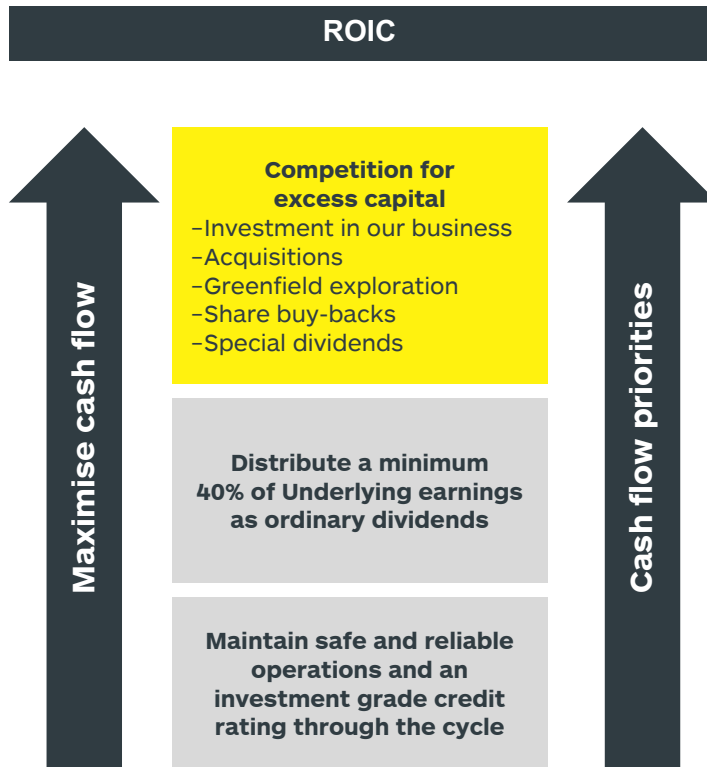 ROIC
Maximise cash flow
Competition for
excess capital
–Investment in our business
–Acquisitions
–Greenfield exploration
–Share buy-backs
–Special dividends
Distribute a minimum
40% of Underlying earnings
as ordinary dividends
Maintain safe and reliable
operations and an
investment grade credit
rating through the cycle
Cash flow priorities